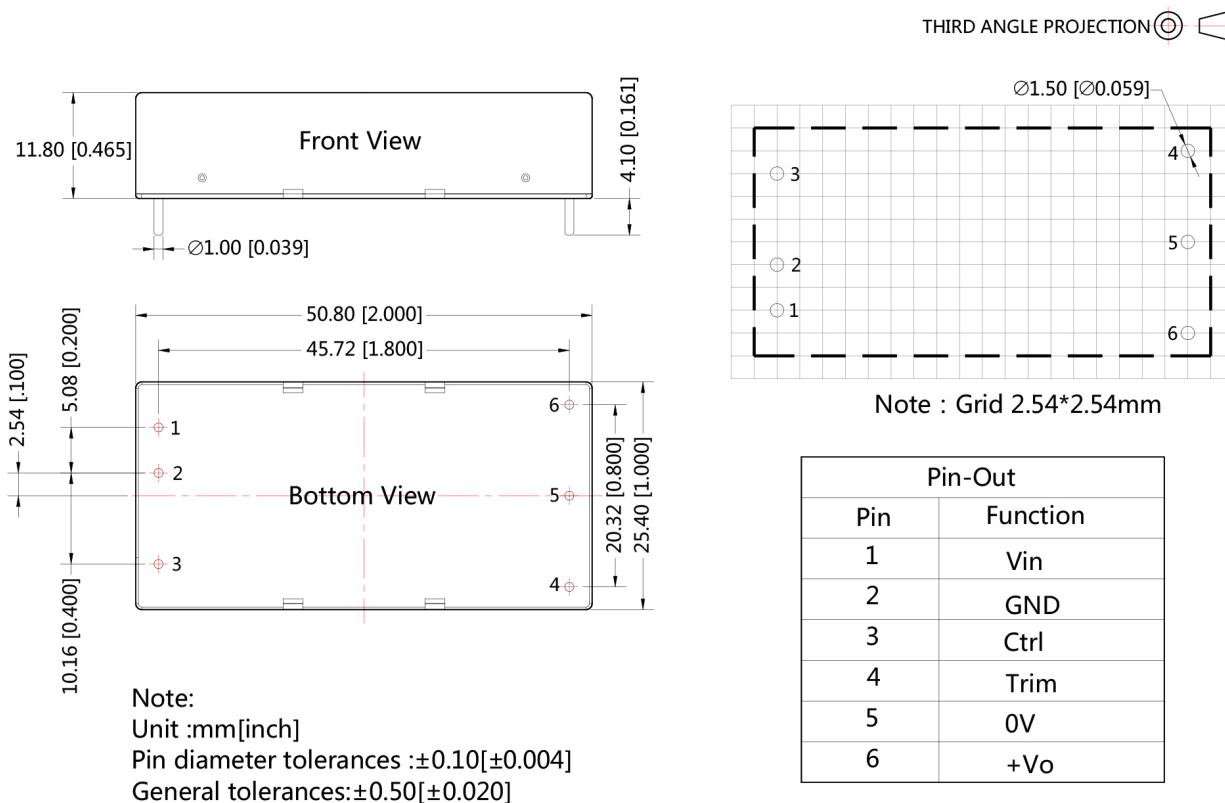 THIRD ANGLE PROJECTION
11.80 [0.465]
Front View
4.10 [0.161]
∅1.00 [0.039]
∅1.50 [∅0.059]
4
3
5
2
1
6
Note : Grid 2.54*2.54mm
50.80 [2.000]
45.72 [1.800]
2.54 [.100]
5.08 [0.200]
10.16 [0.400]
1
2
3
Bottom View
6
5
4
20.32 [0.800]
25.40 [1.000]
Pin-Out
Pin Function
1 Vin
2 GND
3 Ctrl
4 Trim
5 0V
6 +Vo
Note:
Unit :mm[inch]
Pin diameter tolerances :±0.10[±0.004]
General tolerances:±0.50[±0.020]